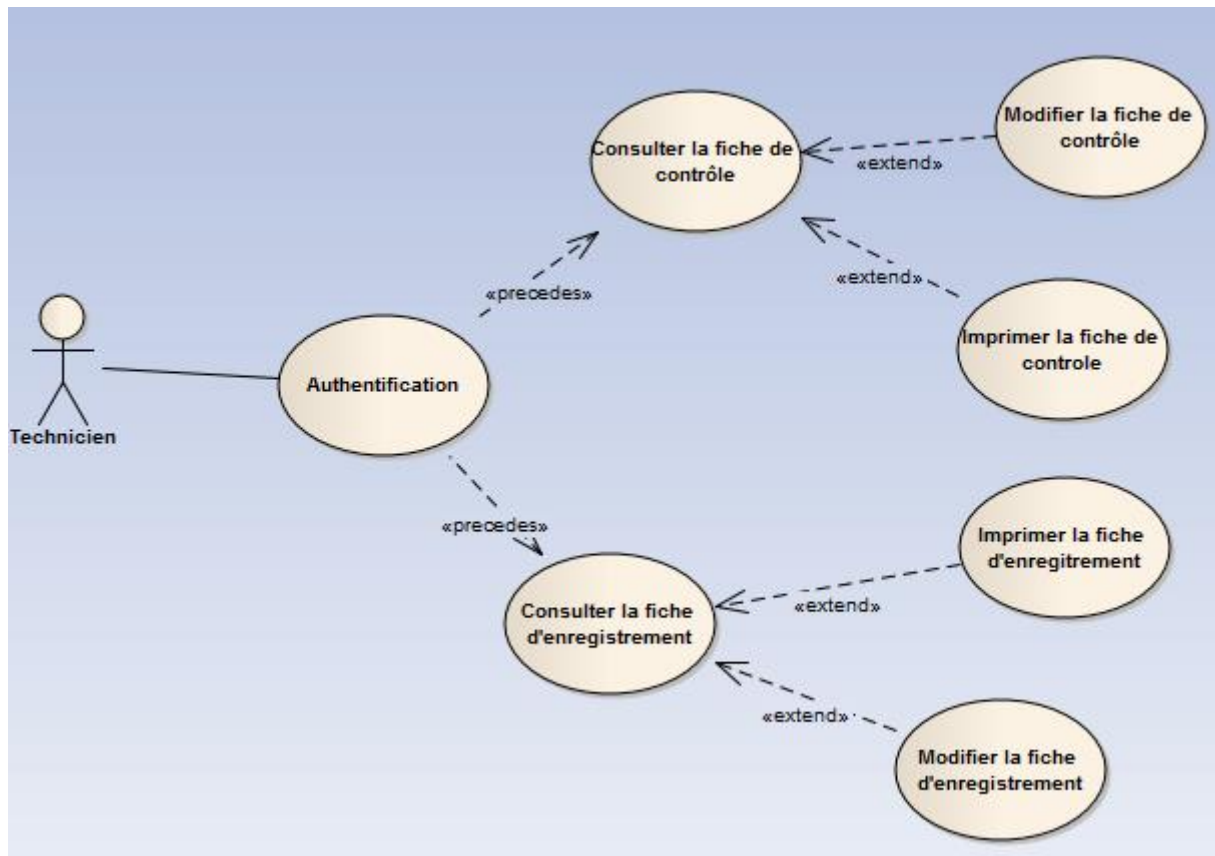 Modifier la fiche de
contrôle
Consulter la fiche de
contrôle
«extend»
«extend»
«precedes»
Imprimer la fiche de
controle
Authentification
Technicien
«precedes»
Imprimer la fiche
d'enregitrement
«extend»
Consulter la fiche
d'enregistrement
«extend»
Modifier la fiche
d'enregistrement